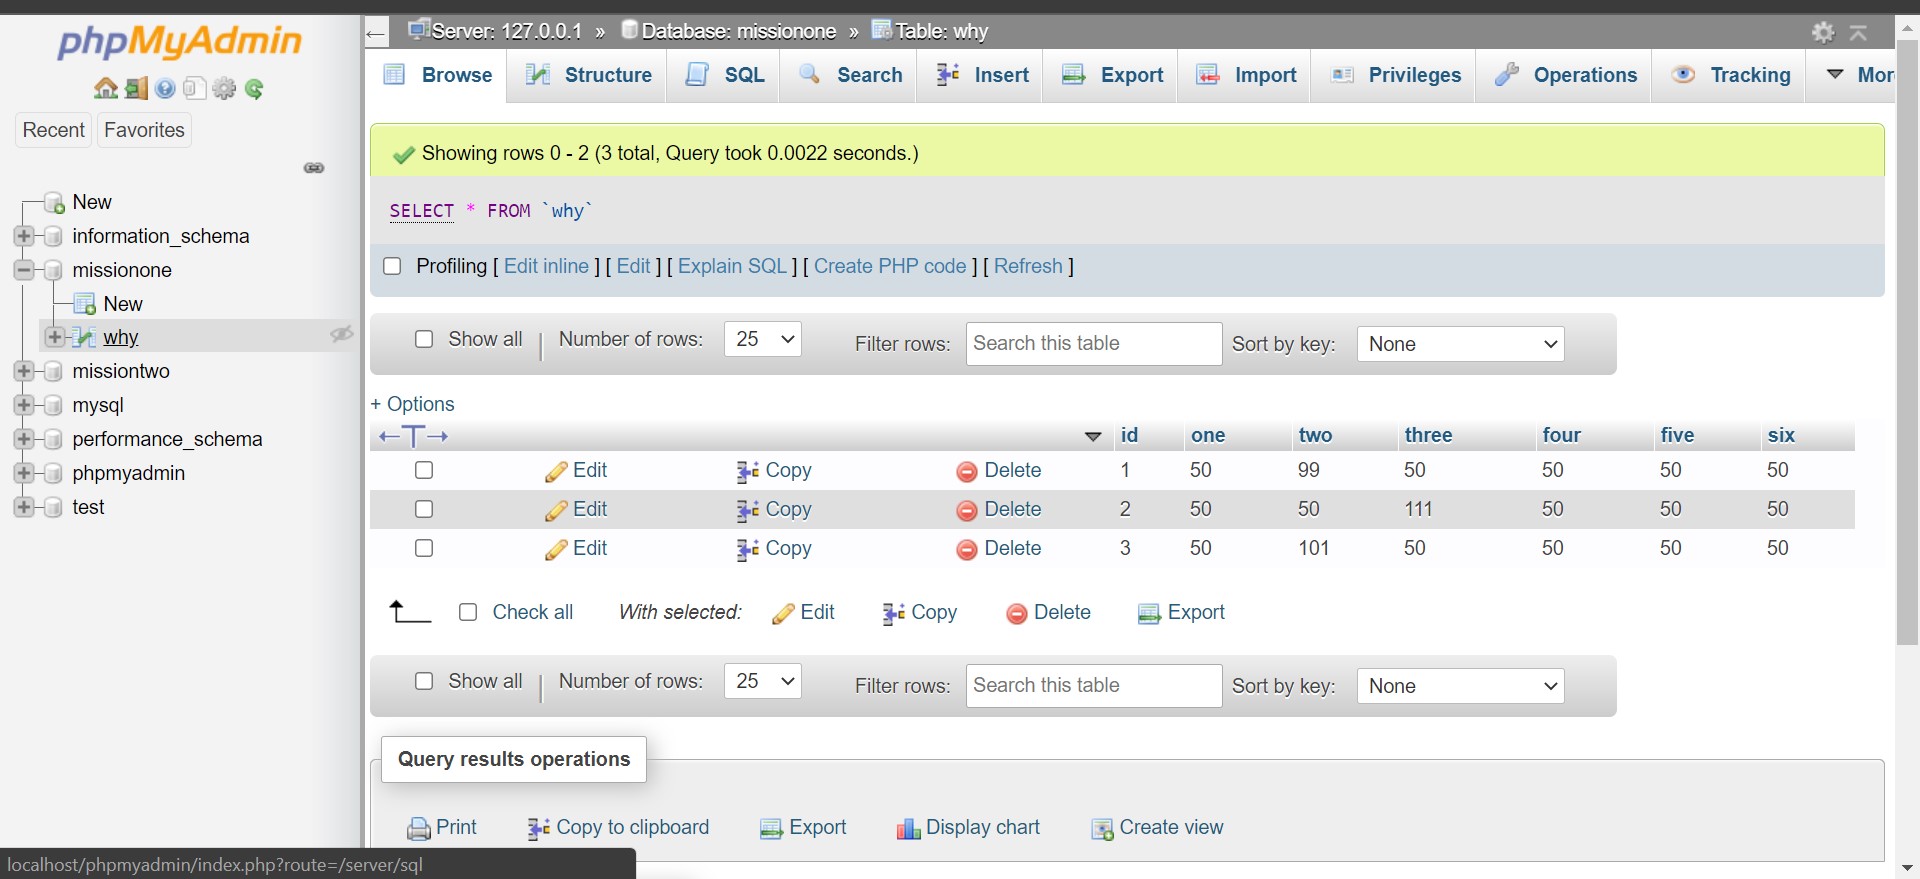 phpMyAdmin
Recent Favorites
New
information_schema
missionone
New
why
missiontwo
mysql
performance_schema
phpmyadmin
test
Server: 127.0.0.1 » Database: missionone » Table: why
Browse Structure SQL Search Insert Export Import Privileges Operations Tracking Mor
Showing rows 0 - 2 (3 total, Query took 0.0022 seconds.)
SELECT * FROM `why`
Profiling [ Edit inline ] [ Edit ] [ Explain SQL ] [ Create PHP code ] [ Refresh ]
Show all | Number of rows: 25 Filter rows: Search this table Sort by key: None
+ Options
←T→ id one two three four five six
Edit Copy Delete 1 50 99 50 50 50 50
Edit Copy Delete 2 50 50 111 50 50 50
Edit Copy Delete 3 50 101 50 50 50 50
Check all With selected: Edit Copy Delete Export
Show all | Number of rows: 25 Filter rows: Search this table Sort by key: None
Query results operations
Print Copy to clipboard Export Display chart Create view
localhost/phpmyadmin/index.php?route=/server/sql